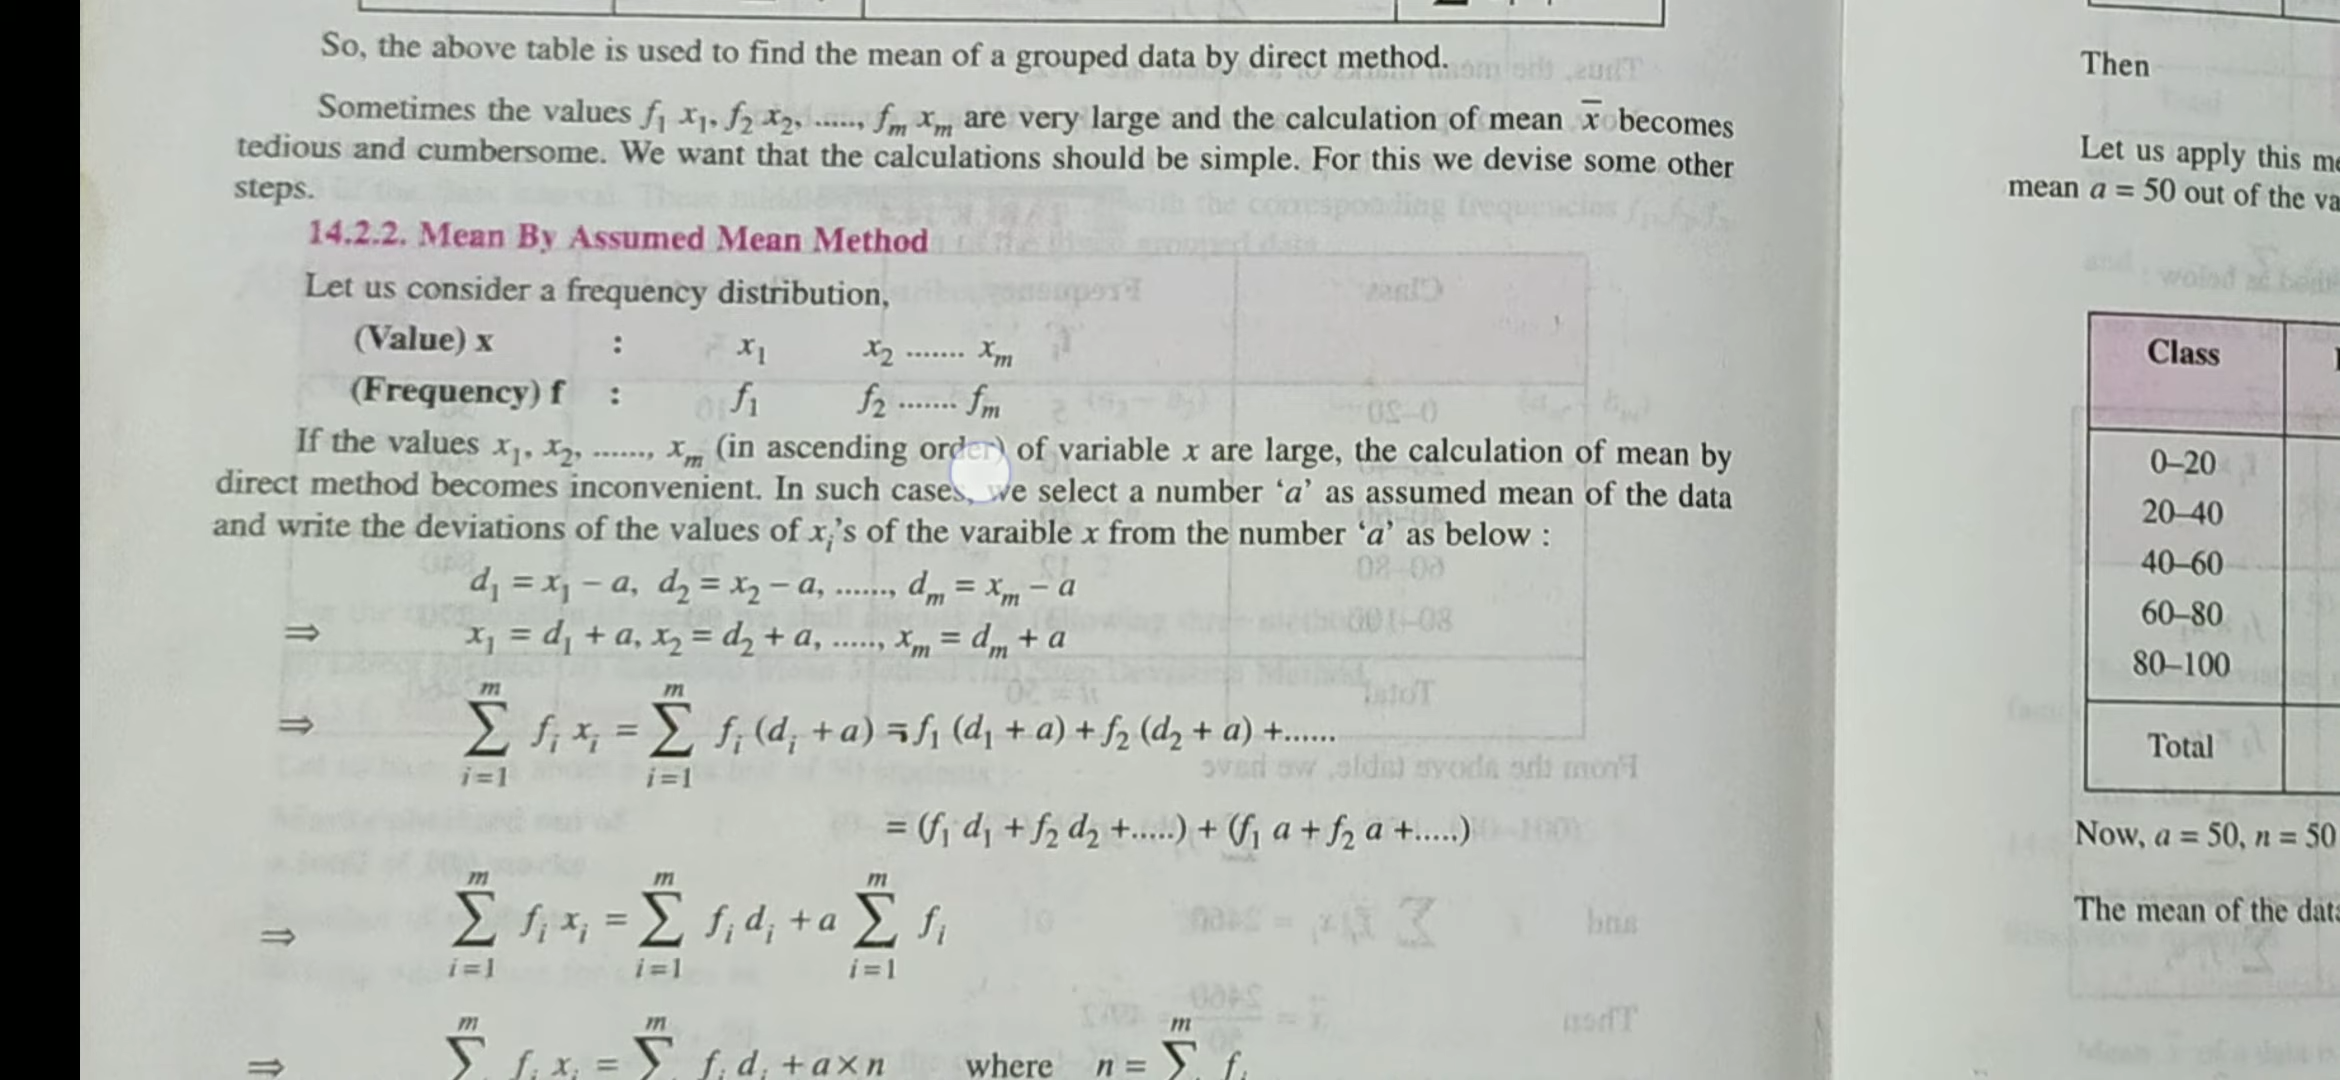 So, the above table is used to find the mean of a grouped data by direct method.
Sometimes the values f₁ x₁, f₂ x₂, ......, fₘ xₘ are very large and the calculation of mean x̄ becomes
tedious and cumbersome. We want that the calculations should be simple. For this we devise some other
steps.
14.2.2. Mean By Assumed Mean Method
Let us consider a frequency distribution,
(Value) x : x₁ x₂ ....... xₘ
(Frequency) f : f₁ f₂ ....... fₘ
If the values x₁, x₂, ......, xₘ (in ascending order) of variable x are large, the calculation of mean by
direct method becomes inconvenient. In such cases, we select a number ‘a’ as assumed mean of the data
and write the deviations of the values of xᵢ’s of the varaible x from the number ‘a’ as below :
d₁ = x₁ – a, d₂ = x₂ – a, ......, dₘ = xₘ – a
⇒ x₁ = d₁ + a, x₂ = d₂ + a, ....., xₘ = dₘ + a
⇒ ∑ᵢ₌₁ᵐ fᵢ xᵢ = ∑ᵢ₌₁ᵐ fᵢ (dᵢ + a) = f₁ (d₁ + a) + f₂ (d₂ + a) +......
= (f₁ d₁ + f₂ d₂ +.....) + (f₁ a + f₂ a +.....)
⇒ ∑ᵢ₌₁ᵐ fᵢ xᵢ = ∑ᵢ₌₁ᵐ fᵢ dᵢ + a ∑ᵢ₌₁ᵐ fᵢ
⇒ ∑ᵐ fᵢ xᵢ = ∑ᵐ fᵢ dᵢ + a × n where n = ∑ᵐ fᵢ
Then
Let us apply this
mean a = 50 out of the
Class
0–20
20–40
40–60
60–80
80–100
Total
Now, a = 50, n = 50
The mean of the